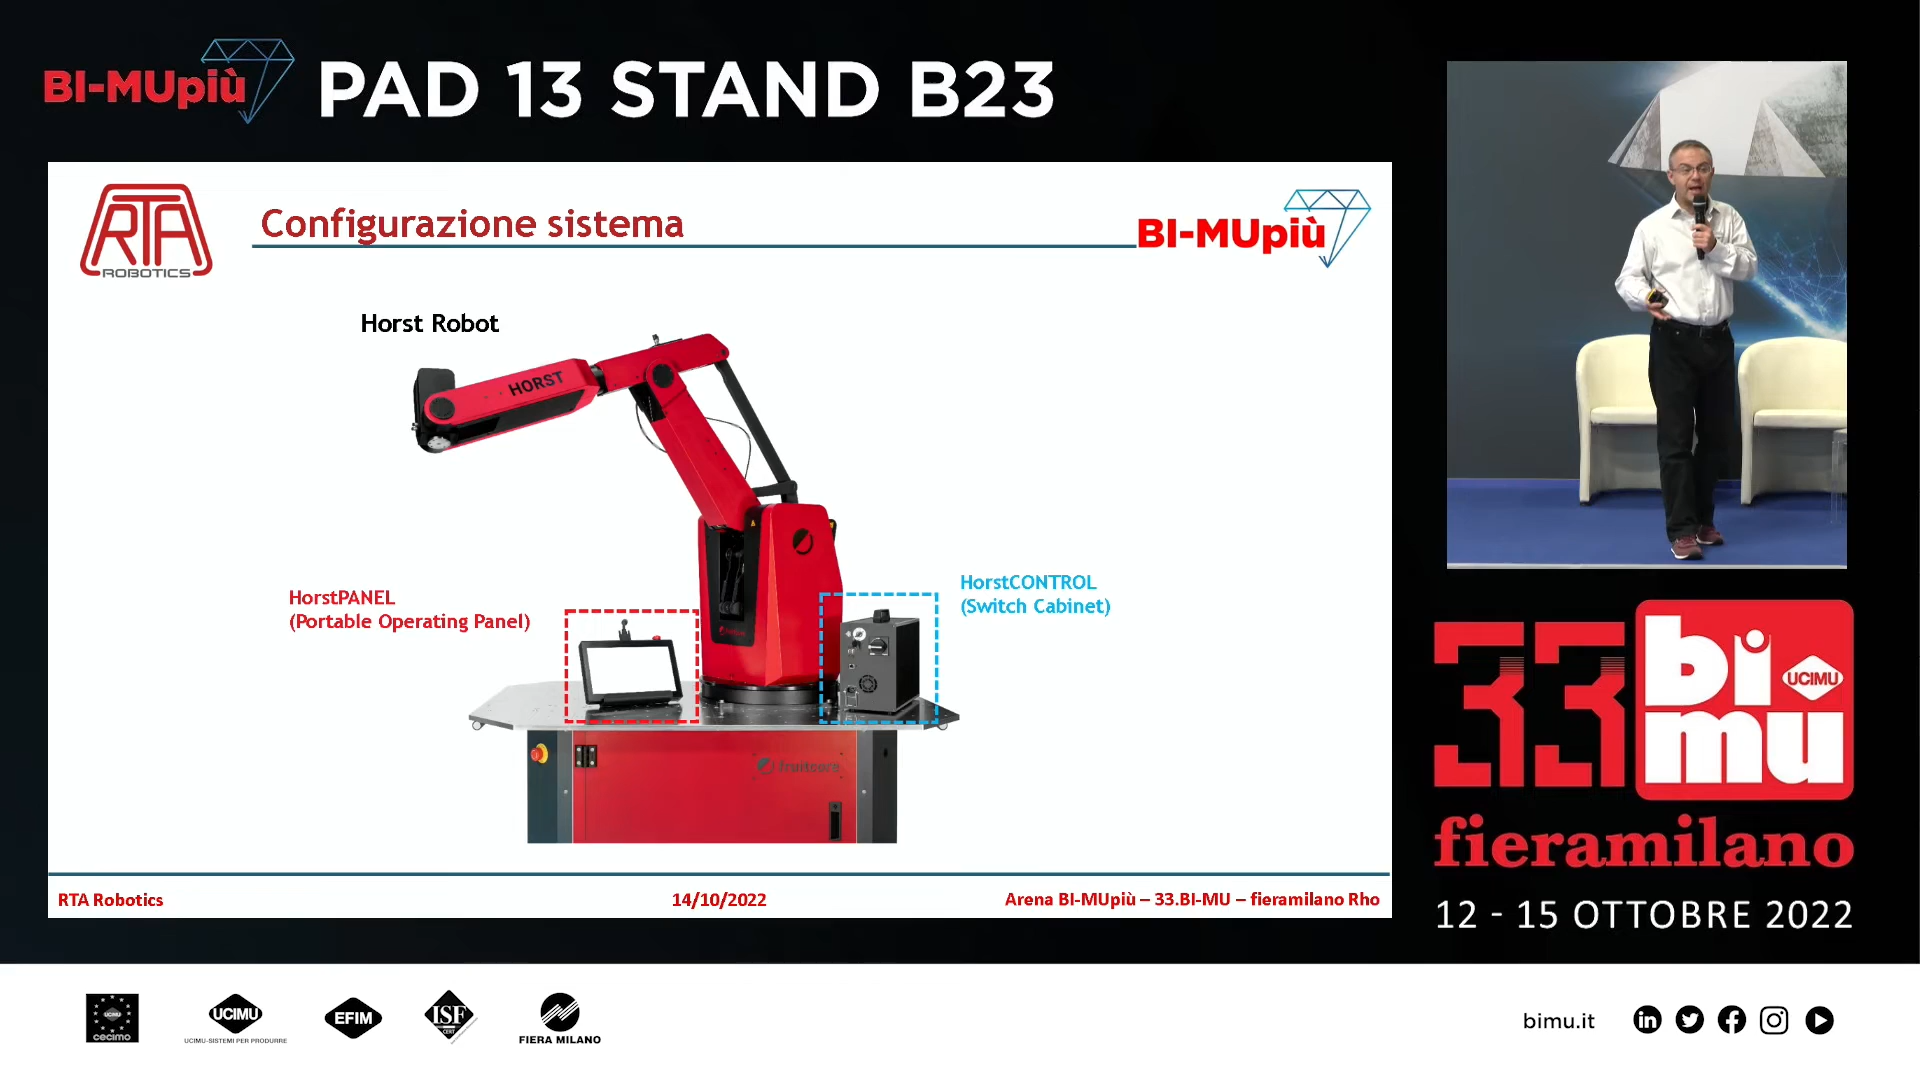 BI-MUpiù
PAD 13 STAND B23
RTA
ROBOTICS
Configurazione sistema
BI-MUpiù
Horst Robot
HORST
HorstPANEL
(Portable Operating Panel)
HorstCONTROL
(Switch Cabinet)
fruitcore
RTA Robotics
14/10/2022
Arena BI-MUpiù – 33.BI-MU – fieramilano Rho
33
bi
UCIMU
mu
fieramilano
12 - 15 OTTOBRE 2022
UCIMU
cecimo
UCIMU
UCIMU-SISTEMI PER PRODURRE
EFIM
ISF
CERT
FIERA MILANO
bimu.it
in